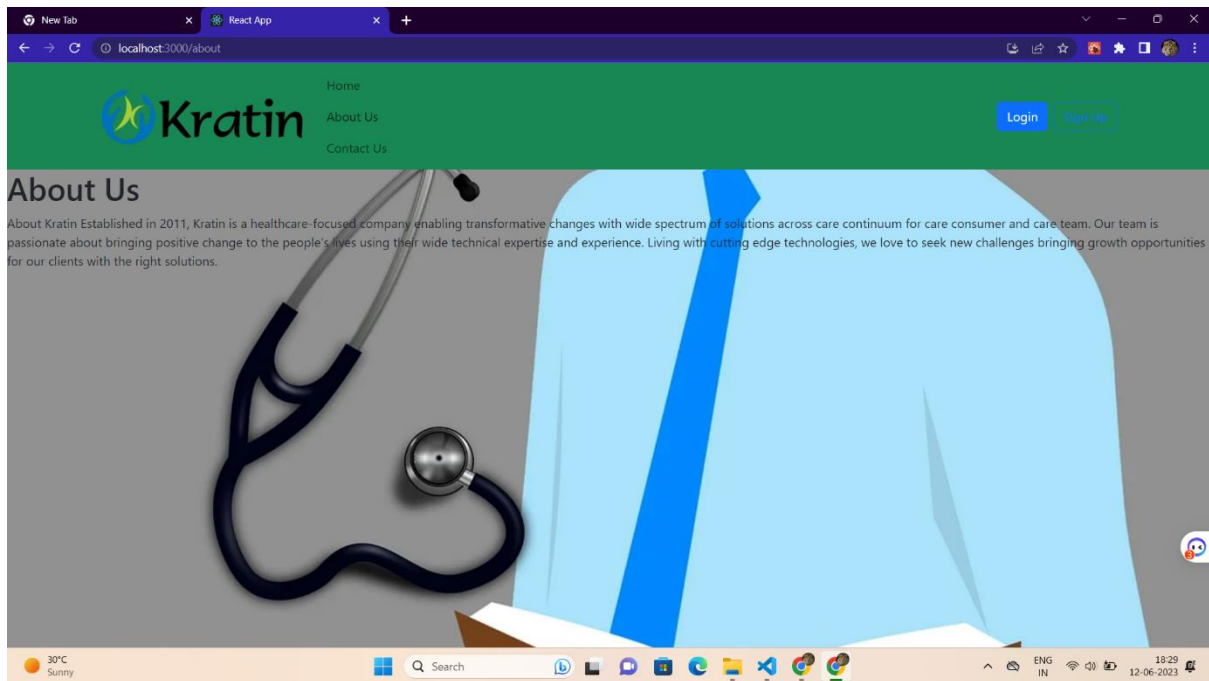 New Tab
React App
localhost:3000/about
Kratin
Home
About Us
Contact Us
Login
Sign Up
About Us
About Kratin Established in 2011, Kratin is a healthcare-focused company enabling transformative changes with wide spectrum of solutions across care continuum for care consumer and care team. Our team is
passionate about bringing positive change to the people's lives using their wide technical expertise and experience. Living with cutting edge technologies, we love to seek new challenges bringing growth opportunities
for our clients with the right solutions.
3
30°C
Sunny
Search
ENG
IN
18:29
12-06-2023